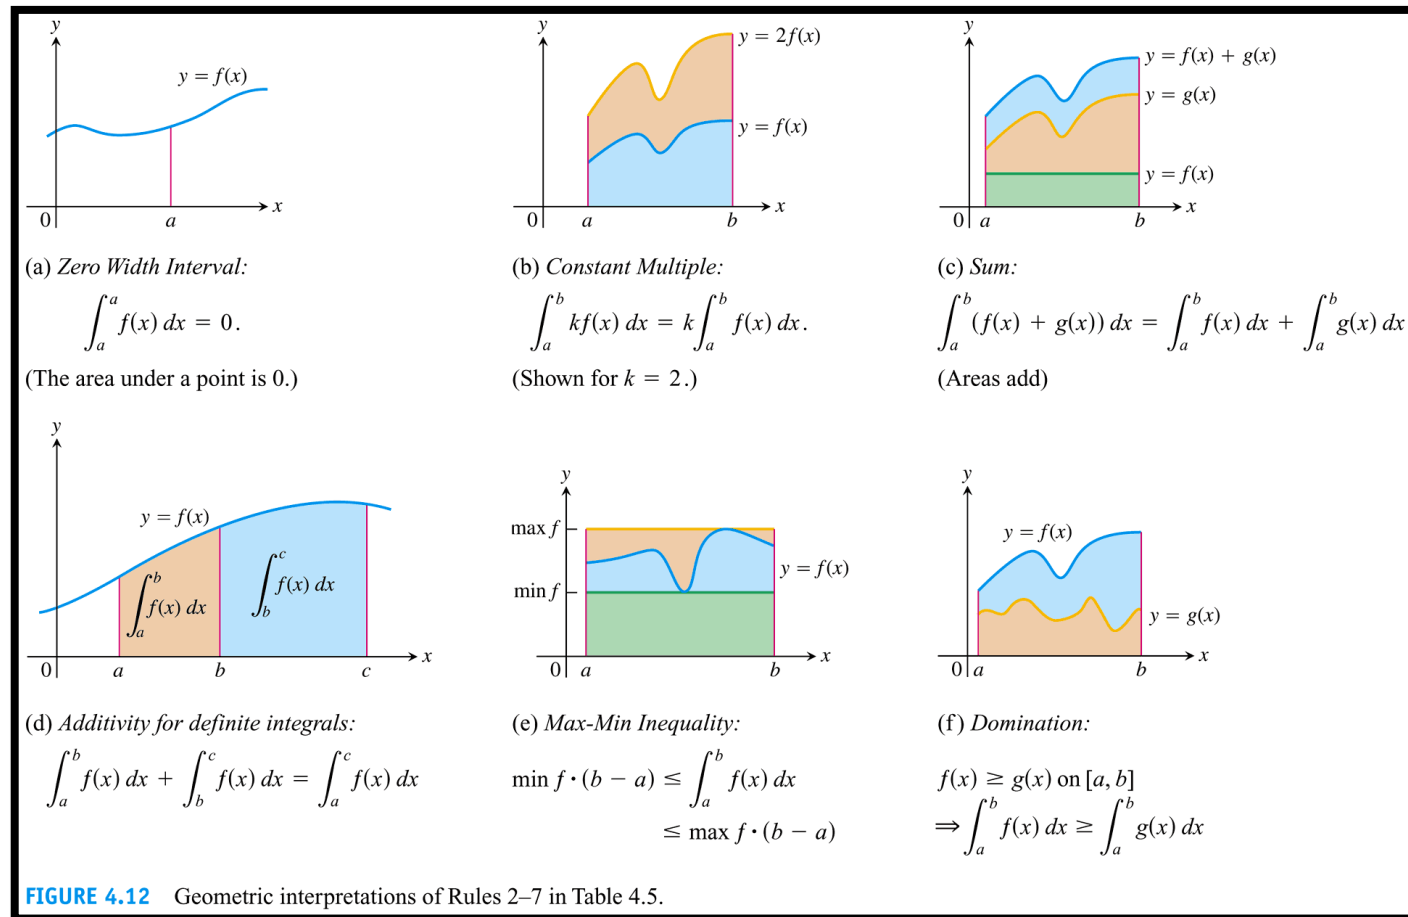 y
y = f(x)
0
a
x
(a) Zero Width Interval:
∫_a^a f(x) dx = 0.
(The area under a point is 0.)
y
y = 2f(x)
y = f(x)
0
a
b
x
(b) Constant Multiple:
∫_a^b kf(x) dx = k∫_a^b f(x) dx.
(Shown for k = 2.)
y
y = f(x) + g(x)
y = g(x)
y = f(x)
0
a
b
x
(c) Sum:
∫_a^b (f(x) + g(x)) dx = ∫_a^b f(x) dx + ∫_a^b g(x) dx
(Areas add)
y
y = f(x)
∫_a^b f(x) dx
∫_b^c f(x) dx
0
a
b
c
x
(d) Additivity for definite integrals:
∫_a^b f(x) dx + ∫_b^c f(x) dx = ∫_a^c f(x) dx
y
max f
min f
y = f(x)
0
a
b
x
(e) Max-Min Inequality:
min f · (b − a) ≤ ∫_a^b f(x) dx
≤ max f · (b − a)
y
y = f(x)
y = g(x)
0
a
b
x
(f) Domination:
f(x) ≥ g(x) on [a, b]
⇒ ∫_a^b f(x) dx ≥ ∫_a^b g(x) dx
FIGURE 4.12 Geometric interpretations of Rules 2–7 in Table 4.5.